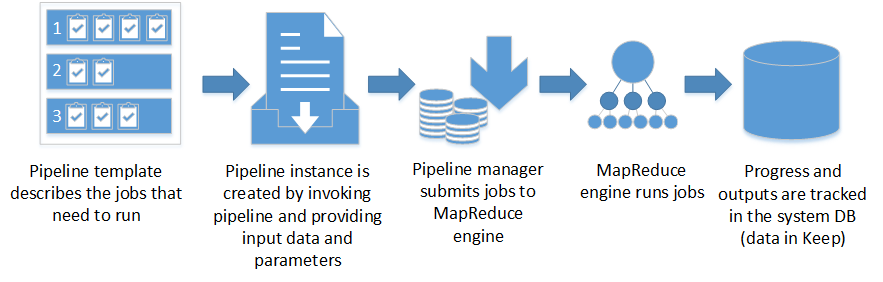 1
2
3
Pipeline template
describes the jobs that
need to run
Pipeline instance is
created by invoking
pipeline and providing
input data and
parameters
Pipeline manager
submits jobs to
MapReduce
engine
MapReduce
engine runs jobs
Progress and
outputs are tracked
in the system DB
(data in Keep)